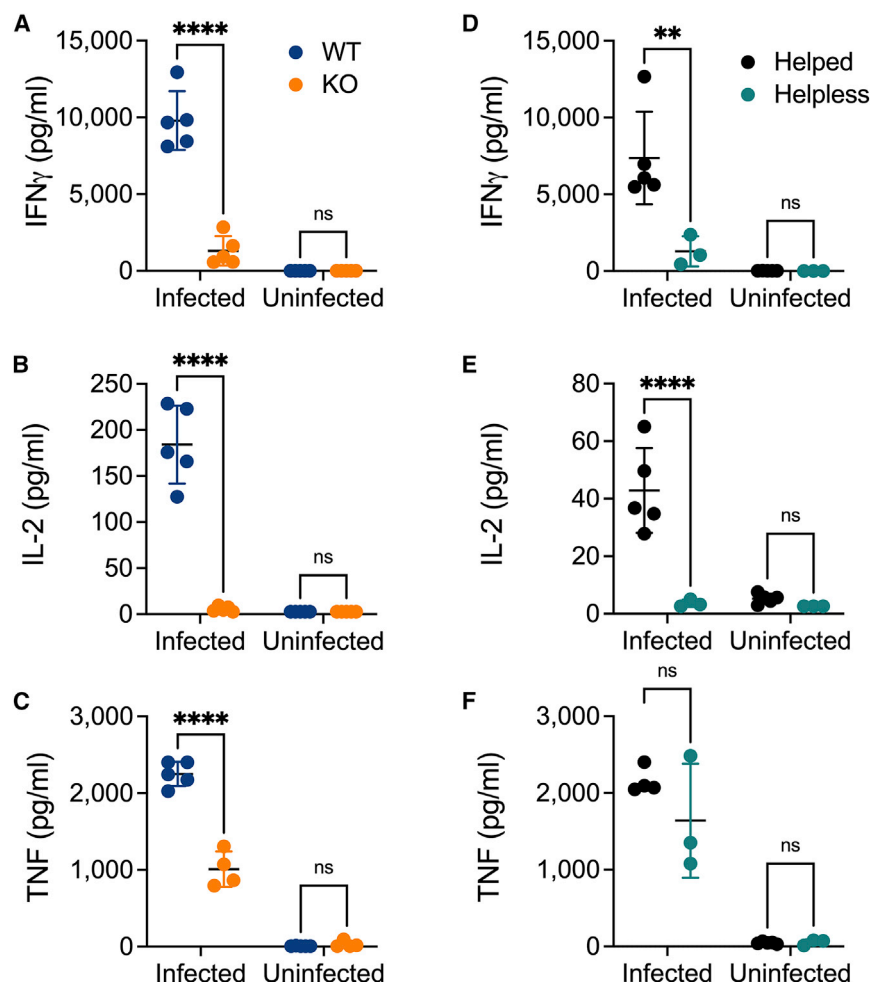 A
IFNγ (pg/ml)
15,000
10,000
5,000
0
****
ns
WT
KO
Infected
Uninfected
D
IFNγ (pg/ml)
15,000
10,000
5,000
0
**
ns
Helped
Helpless
Infected
Uninfected
B
IL-2 (pg/ml)
250
200
150
100
50
0
****
ns
Infected
Uninfected
E
IL-2 (pg/ml)
80
60
40
20
0
****
ns
Infected
Uninfected
C
TNF (pg/ml)
3,000
2,000
1,000
0
****
ns
Infected
Uninfected
F
TNF (pg/ml)
3,000
2,000
1,000
0
ns
ns
Infected
Uninfected